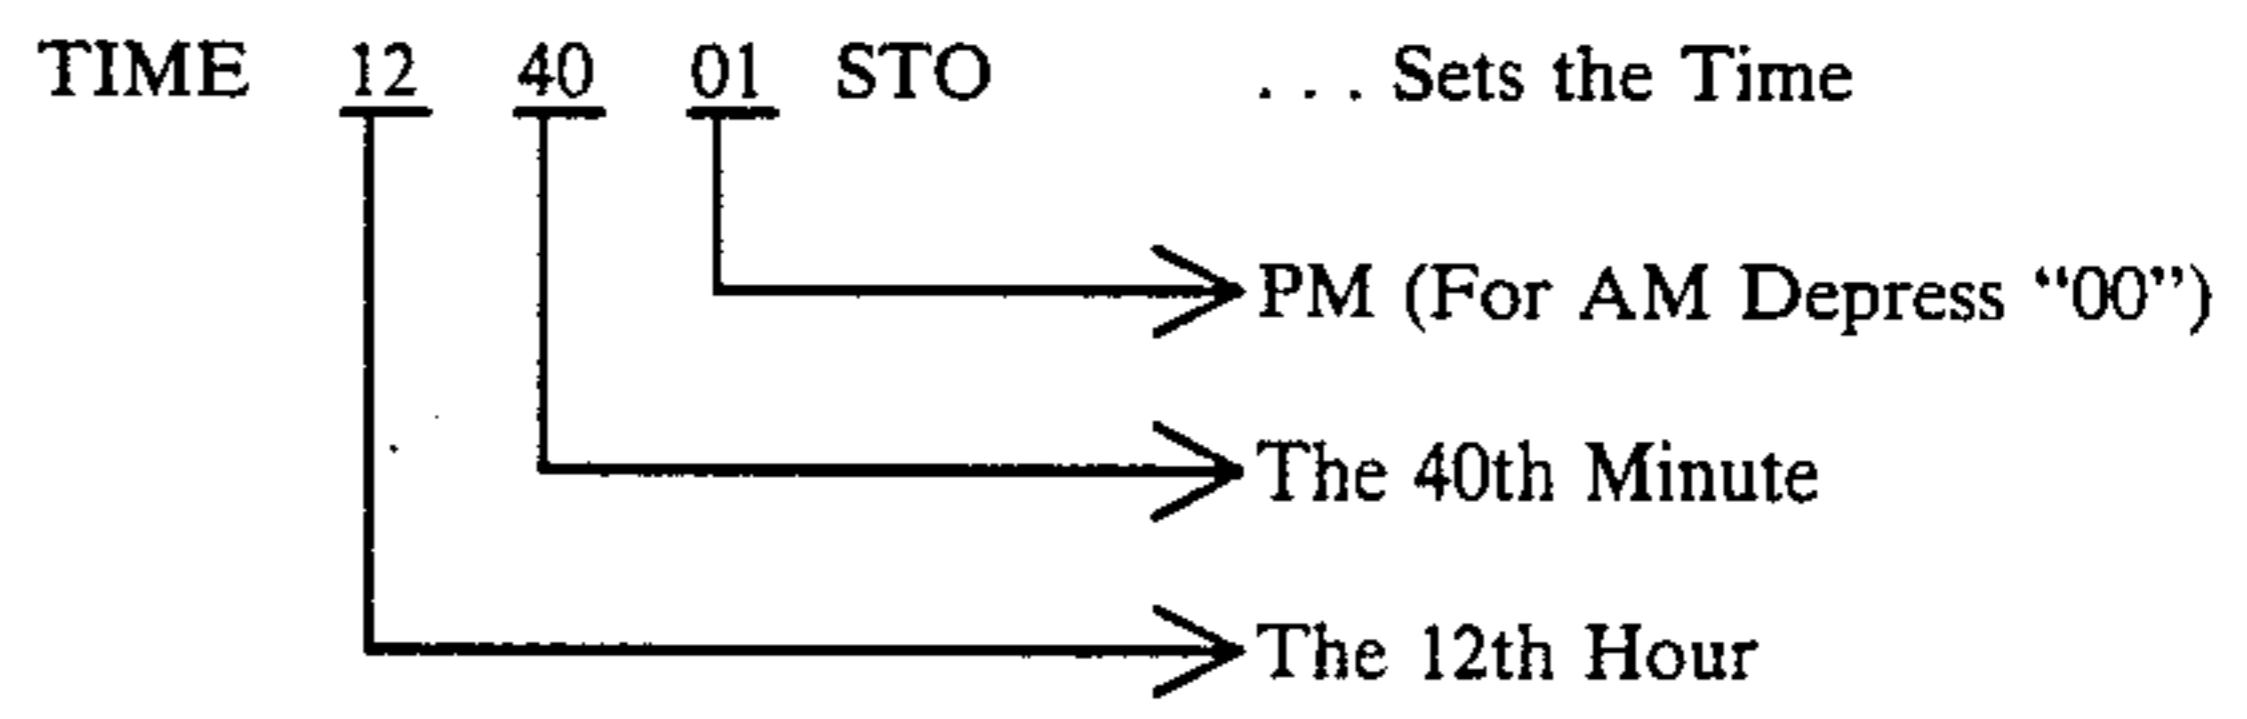 TIME 12 40 01 STO ... Sets the Time
PM (For AM Depress “00”)
The 40th Minute
The 12th Hour